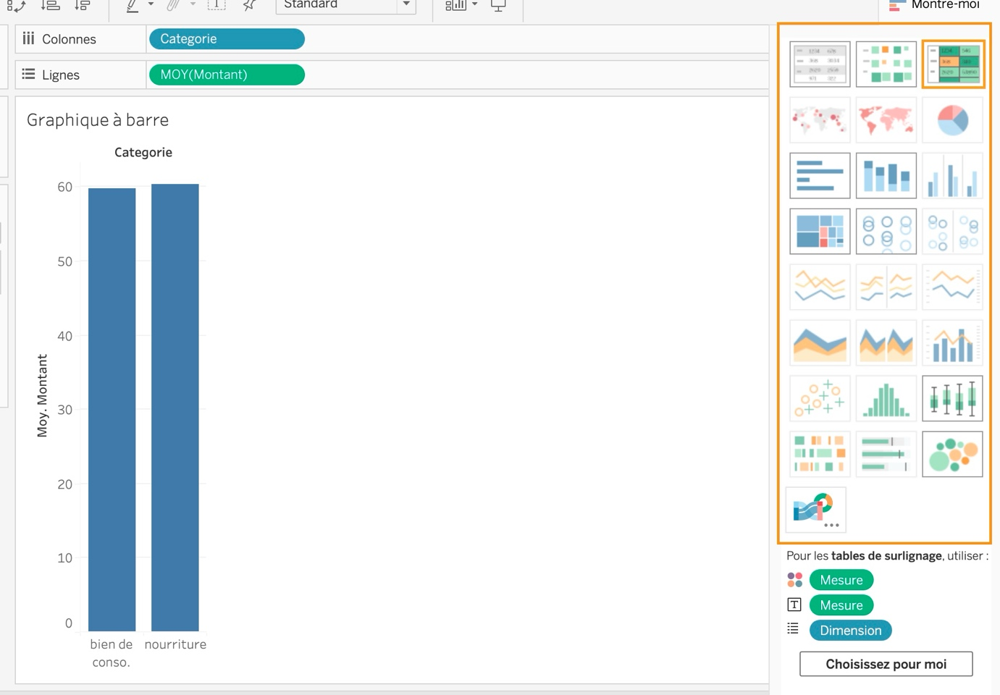 Standard
Montre-moi
Colonnes
Categorie
Lignes
MOY(Montant)
Graphique à barre
Categorie
60
50
40
30
20
10
0
Moy. Montant
bien de
conso.
nourriture
Pour les tables de surlignage, utiliser :
Mesure
T Mesure
Dimension
Choisissez pour moi